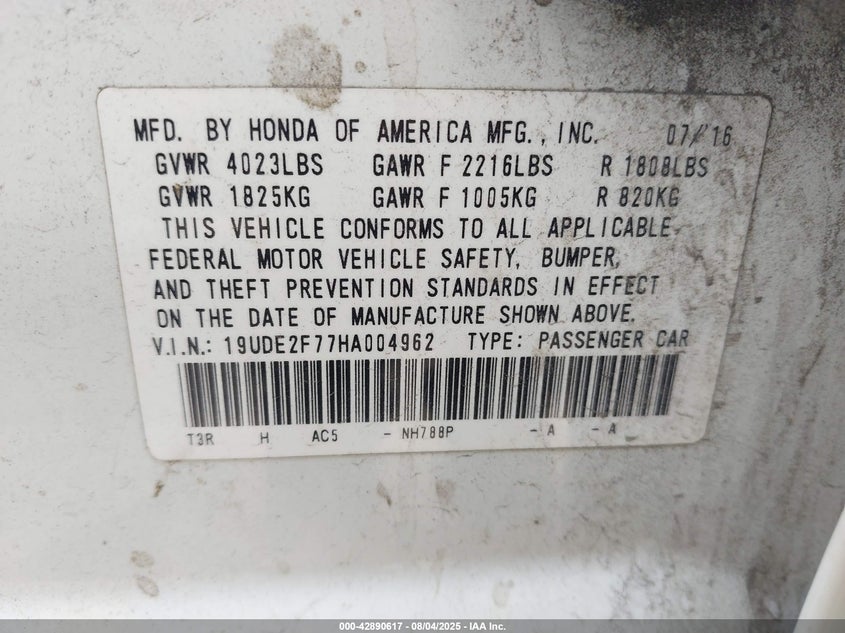 MFD. BY HONDA OF AMERICA MFG., INC. 07/'16
GVWR 4023LBS GAWR F 2216LBS R 1808LBS
GVWR 1825KG GAWR F 1005KG R 820KG
THIS VEHICLE CONFORMS TO ALL APPLICABLE
FEDERAL MOTOR VEHICLE SAFETY, BUMPER,
AND THEFT PREVENTION STANDARDS IN EFFECT
ON THE DATE OF MANUFACTURE SHOWN ABOVE.
V.I.N.: 19UDE2F77HA004962 TYPE: PASSENGER CAR
T3R H AC5 - NH788P - A - A
000-42890617 - 08/04/2025 - IAA Inc.